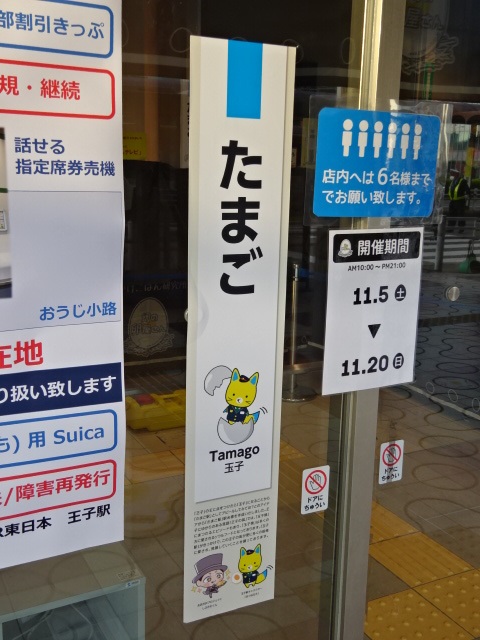 部割引きっぷ
規・継続
話せる
指定席券売機
おうじ小路
在地
り扱い致します
用 Suica
/障害再発行
JR東日本 王子駅
たまご
Tamago
玉子
店内へは6名様まで
でお願い致します。
開催期間
AM10:00～PM21:00
11.5 土
▼
11.20 日
ドアに
ちゅうい
ドアに
ちゅうい